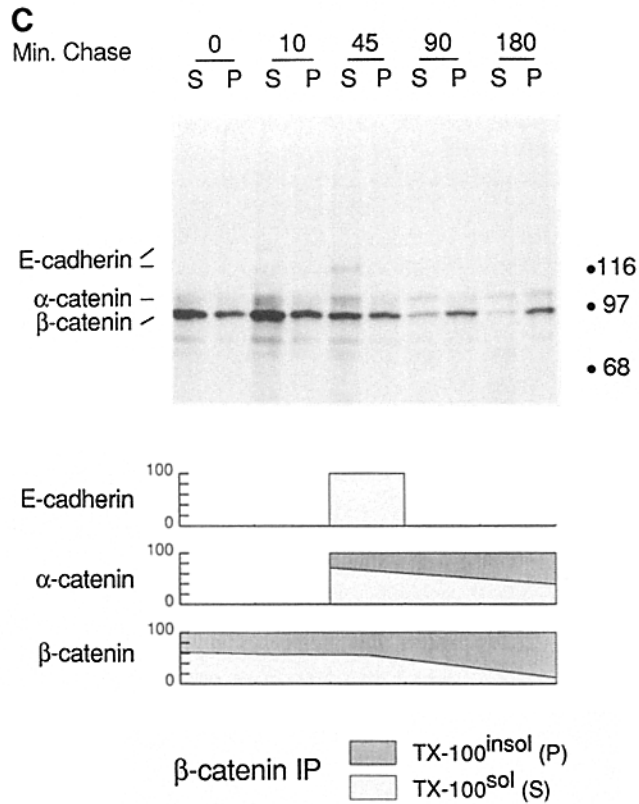 C
Min. Chase 0 10 45 90 180
S P S P S P S P S P
E-cadherin
α-catenin
β-catenin
•116
•97
•68
E-cadherin 100 0
α-catenin 100 0
β-catenin 100 0
β-catenin IP
TX-100insol (P)
TX-100sol (S)